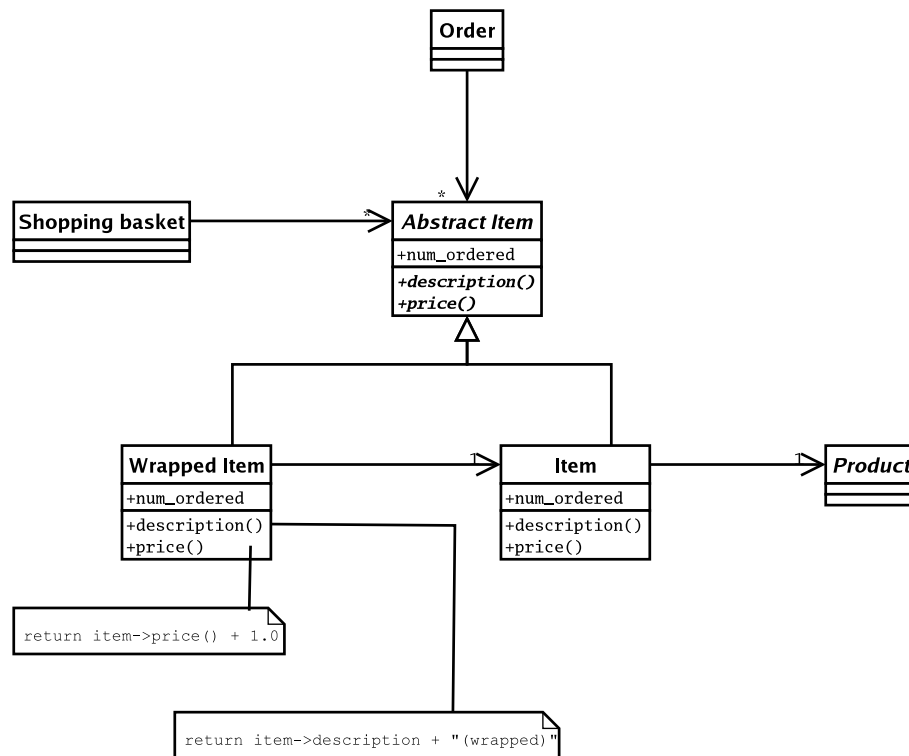 Order
*
Shopping basket
*
Abstract Item
+num_ordered
+description()
+price()
Wrapped Item
+num_ordered
+description()
+price()
1
Item
+num_ordered
+description()
+price()
1
Product
return item->price() + 1.0
return item->description + "(wrapped)"